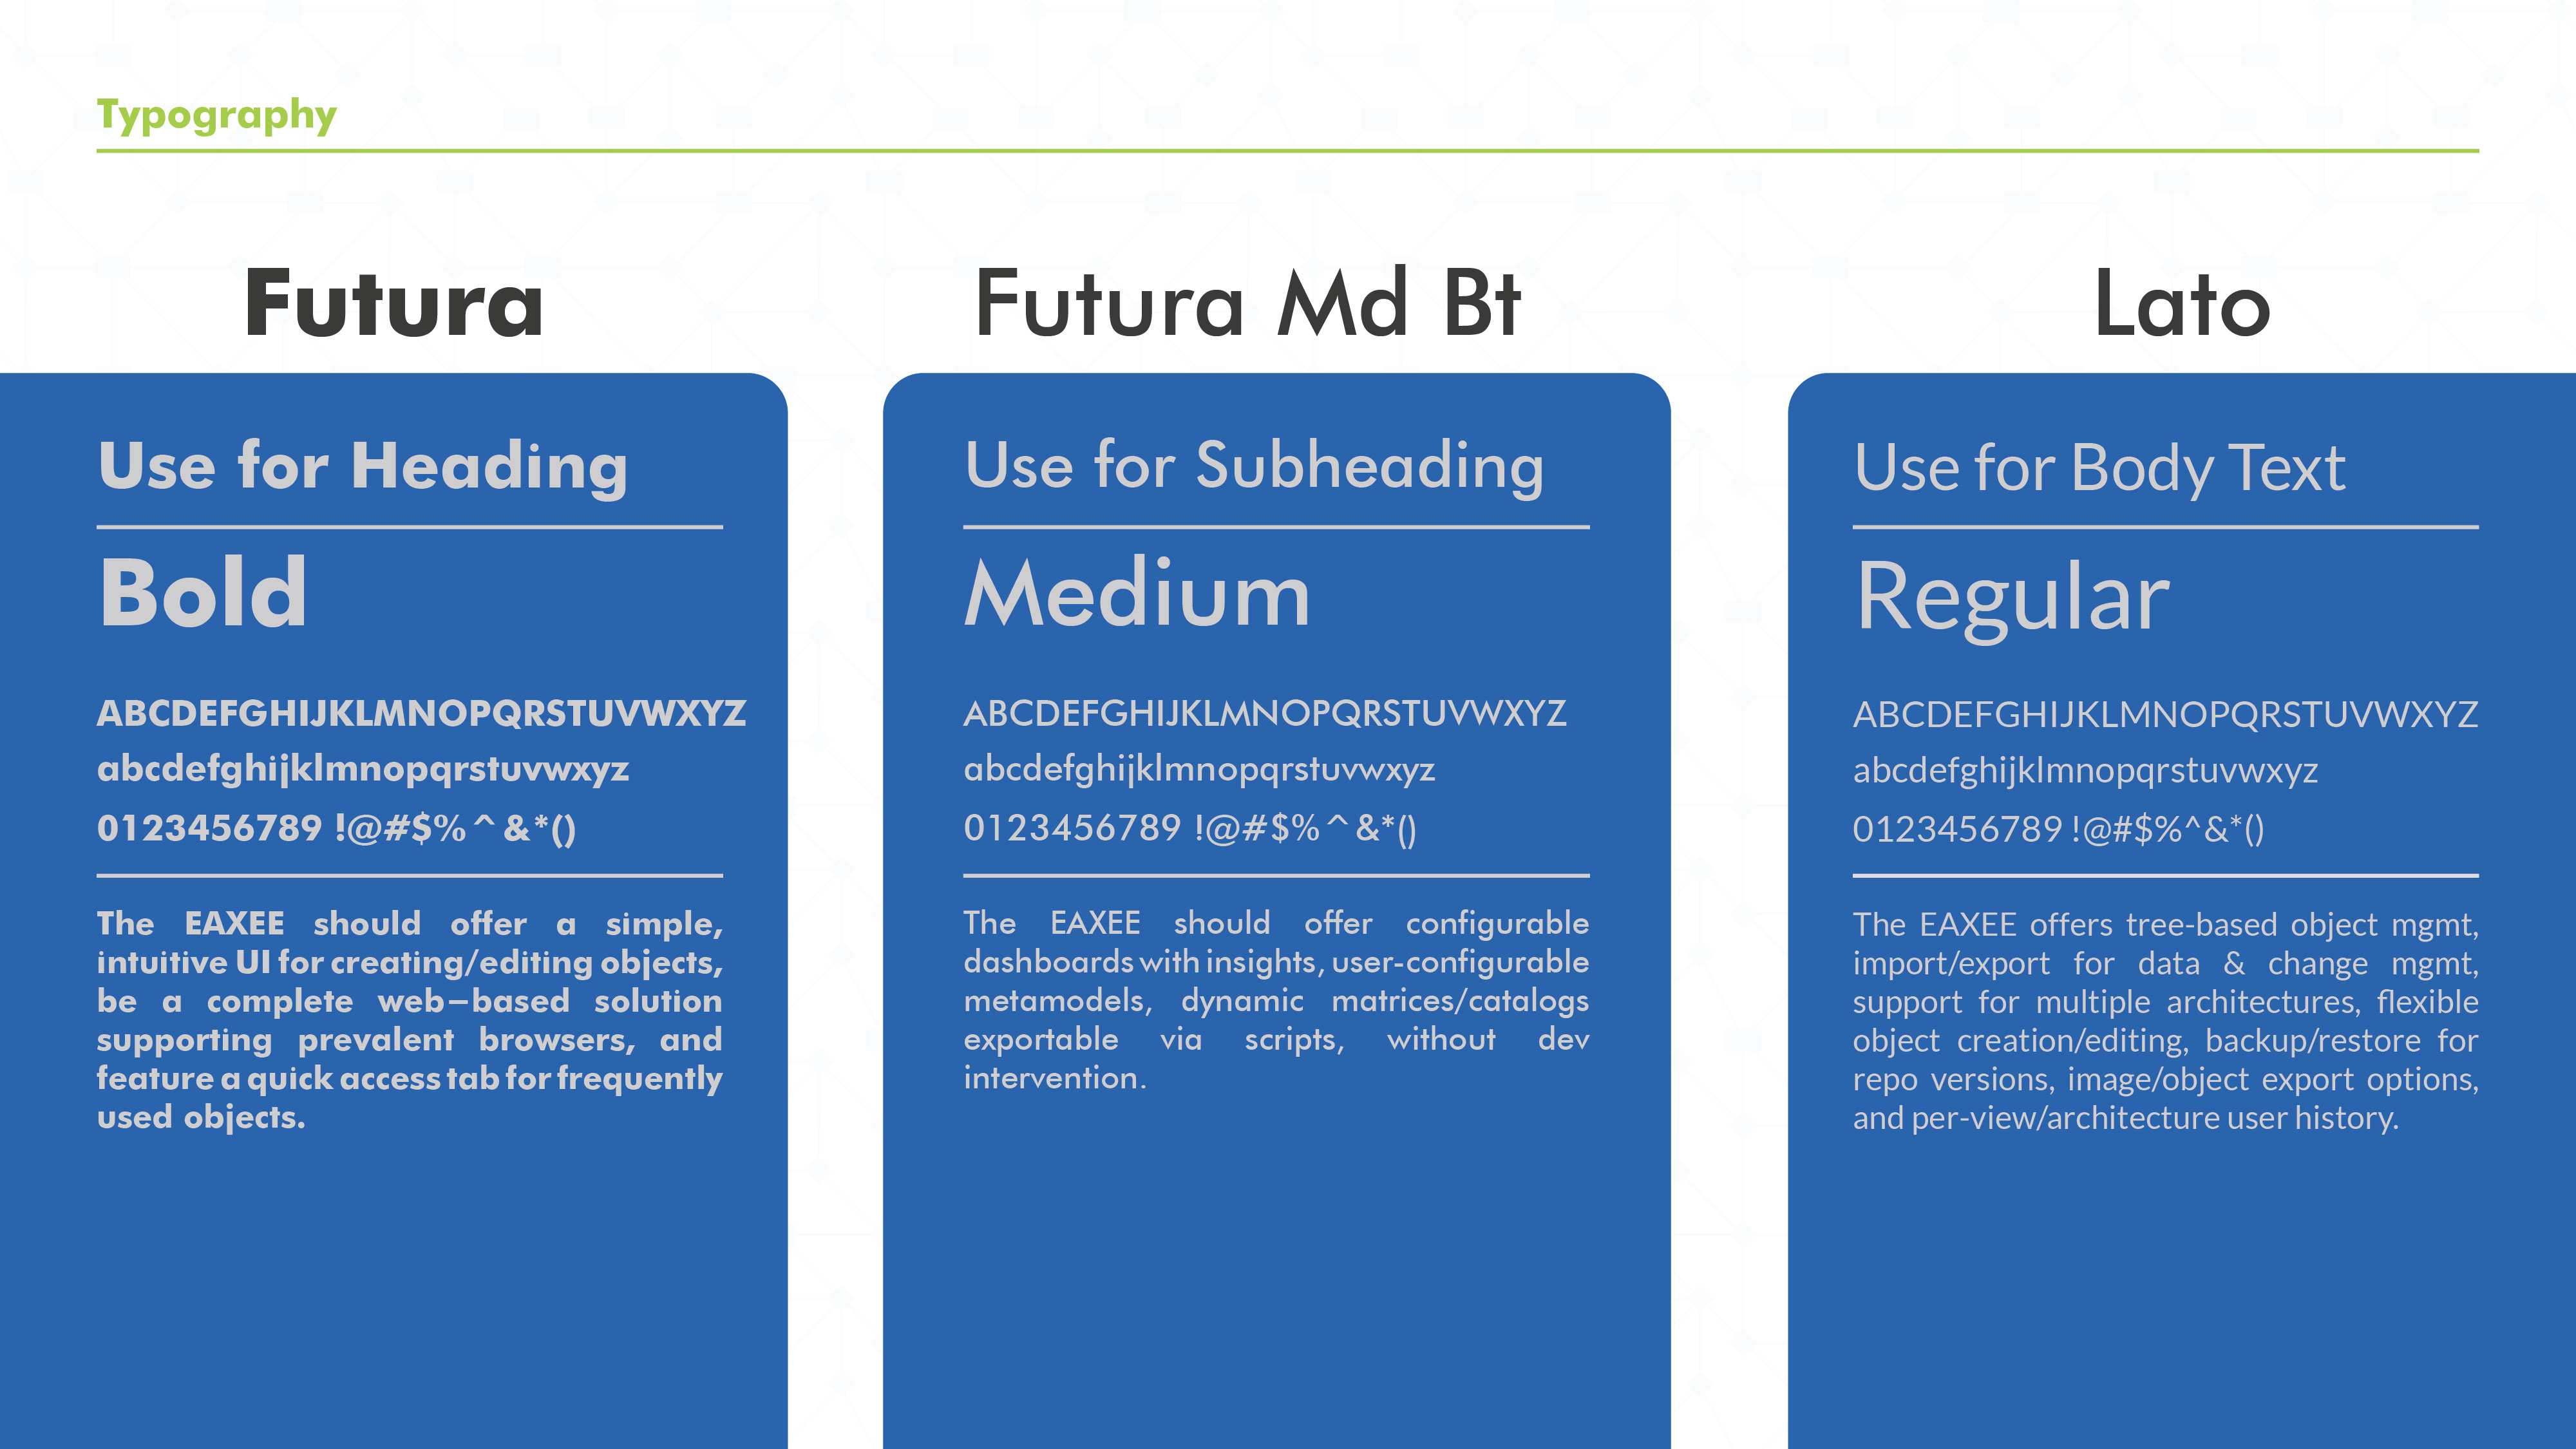 Typography
Futura
Use for Heading
Bold
ABCDEFGHIJKLMNOPQRSTUVWXYZ
abcdefghijklmnopqrstuvwxyz
0123456789 !@#$%^&*()
The EAXEE should offer a simple,
intuitive UI for creating/editing objects,
be a complete web–based solution
supporting prevalent browsers, and
feature a quick access tab for frequently
used objects.
Futura Md Bt
Use for Subheading
Medium
ABCDEFGHIJKLMNOPQRSTUVWXYZ
abcdefghijklmnopqrstuvwxyz
0123456789 !@#$%^&*()
The EAXEE should offer configurable
dashboards with insights, user-configurable
metamodels, dynamic matrices/catalogs
exportable via scripts, without dev
intervention.
Lato
Use for Body Text
Regular
ABCDEFGHIJKLMNOPQRSTUVWXYZ
abcdefghijklmnopqrstuvwxyz
0123456789 !@#$%^&*()
The EAXEE offers tree-based object mgmt,
import/export for data & change mgmt,
support for multiple architectures, flexible
object creation/editing, backup/restore for
repo versions, image/object export options,
and per-view/architecture user history.